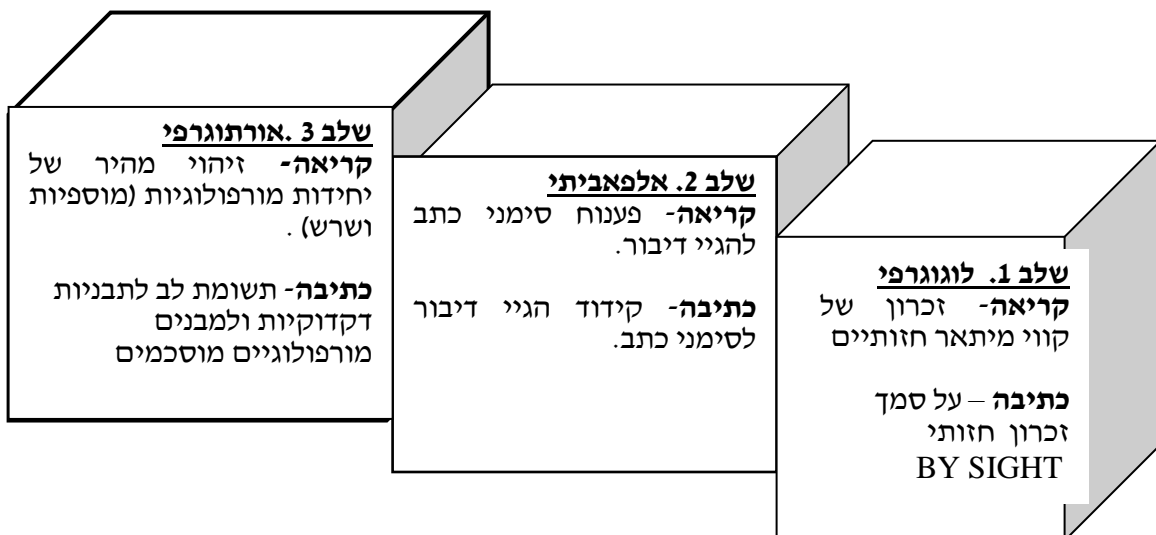 שלב 1. לוגוגרפי
קריאה- זכרון של
קווי מיתאר חזותיים
כתיבה – על סמך
זכרון חזותי
BY SIGHT
שלב 2. אלפאביתי
קריאה- פענוח סימני כתב
להגיי דיבור.
כתיבה- קידוד הגיי דיבור
לסימני כתב.
שלב 3 .אורתוגרפי
קריאה- זיהוי מהיר של
יחידות מורפולוגיות (מוספיות
ושרש) .
כתיבה- תשומת לב לתבניות
דקדוקיות ולמבנים
מורפולוגיים מוסכמים